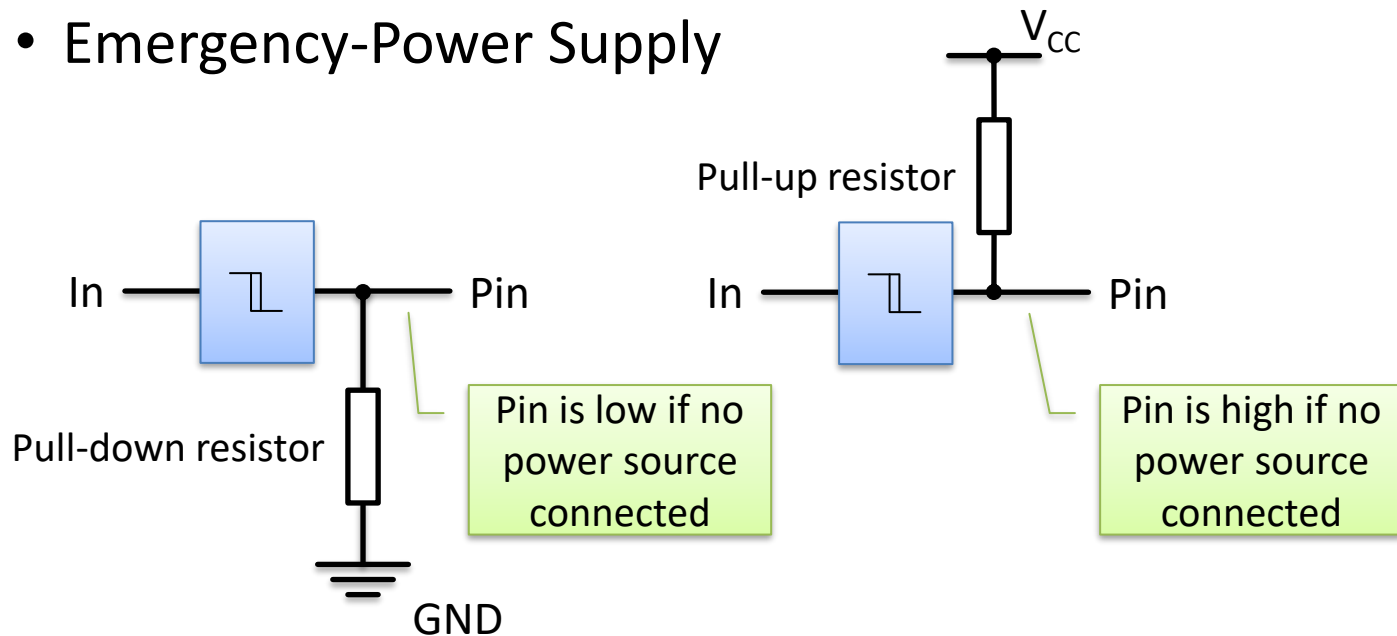 • Emergency-Power Supply
V_CC
Pull-up resistor
In
Pin
In
Pin
Pull-down resistor
Pin is low if no
power source
connected
Pin is high if no
power source
connected
GND